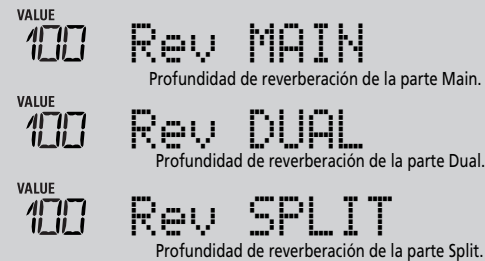 VALUE
100 Rev MAIN
Profundidad de reverberación de la parte Main.
VALUE
100 Rev DUAL
Profundidad de reverberación de la parte Dual.
VALUE
100 Rev SPLIT
Profundidad de reverberación de la parte Split.